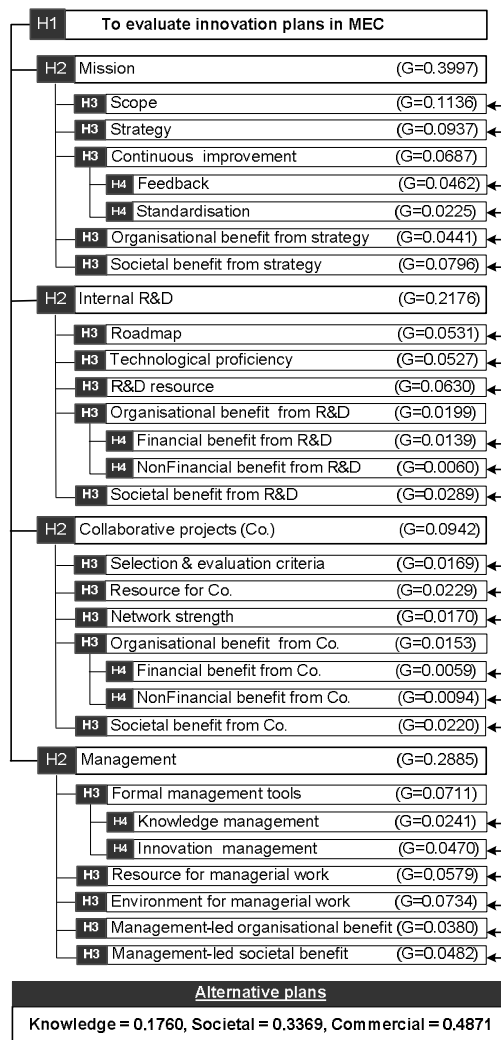 H1 To evaluate innovation plans in MEC
H2 Mission (G=0.3997)
H3 Scope (G=0.1136)
H3 Strategy (G=0.0937)
H3 Continuous improvement (G=0.0687)
H4 Feedback (G=0.0462)
H4 Standardisation (G=0.0225)
H3 Organisational benefit from strategy (G=0.0441)
H3 Societal benefit from strategy (G=0.0796)
H2 Internal R&D (G=0.2176)
H3 Roadmap (G=0.0531)
H3 Technological proficiency (G=0.0527)
H3 R&D resource (G=0.0630)
H3 Organisational benefit from R&D (G=0.0199)
H4 Financial benefit from R&D (G=0.0139)
H4 NonFinancial benefit from R&D (G=0.0060)
H3 Societal benefit from R&D (G=0.0289)
H2 Collaborative projects (Co.) (G=0.0942)
H3 Selection & evaluation criteria (G=0.0169)
H3 Resource for Co. (G=0.0229)
H3 Network strength (G=0.0170)
H3 Organisational benefit from Co. (G=0.0153)
H4 Financial benefit from Co. (G=0.0059)
H4 NonFinancial benefit from Co. (G=0.0094)
H3 Societal benefit from Co. (G=0.0220)
H2 Management (G=0.2885)
H3 Formal management tools (G=0.0711)
H4 Knowledge management (G=0.0241)
H4 Innovation management (G=0.0470)
H3 Resource for managerial work (G=0.0579)
H3 Environment for managerial work (G=0.0734)
H3 Management-led organisational benefit (G=0.0380)
H3 Management-led societal benefit (G=0.0482)
Alternative plans
Knowledge = 0.1760, Societal = 0.3369, Commercial = 0.4871